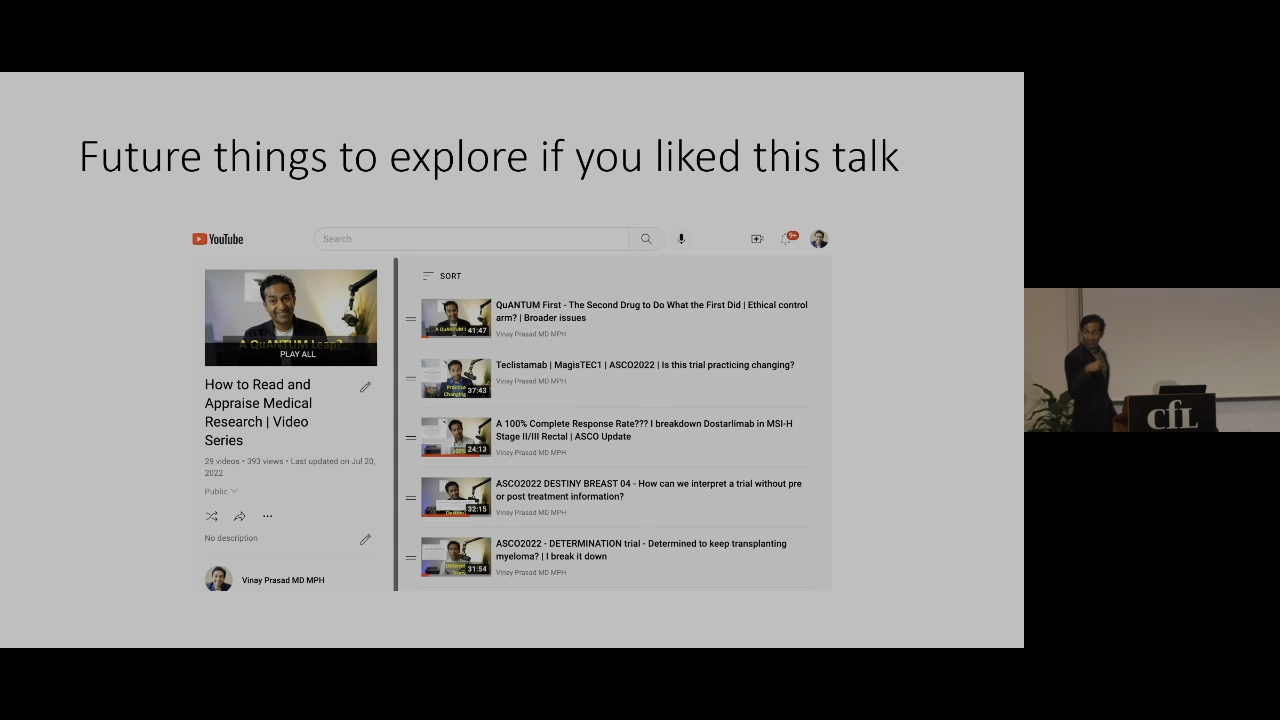 Future things to explore if you liked this talk
YouTube
Search
9+
PLAY ALL
How to Read and
Appraise Medical
Research | Video
Series
29 videos • 393 views • Last updated on Jul 20,
2022
Public
No description
Vinay Prasad MD MPH
SORT
41:47
QuANTUM First - The Second Drug to Do What the First Did | Ethical control
arm? | Broader issues
Vinay Prasad MD MPH
Practice
Changing
37:43
Teclistamab | MagisTEC1 | ASCO2022 | Is this trial practicing changing?
Vinay Prasad MD MPH
100%
24:13
A 100% Complete Response Rate??? I breakdown Dostarlimab in MSI-H
Stage II/III Rectal | ASCO Update
Vinay Prasad MD MPH
32:15
ASCO2022 DESTINY BREAST 04 - How can we interpret a trial without pre
or post treatment information?
Vinay Prasad MD MPH
31:54
ASCO2022 - DETERMINATION trial - Determined to keep transplanting
myeloma? | I break it down
Vinay Prasad MD MPH
cfl